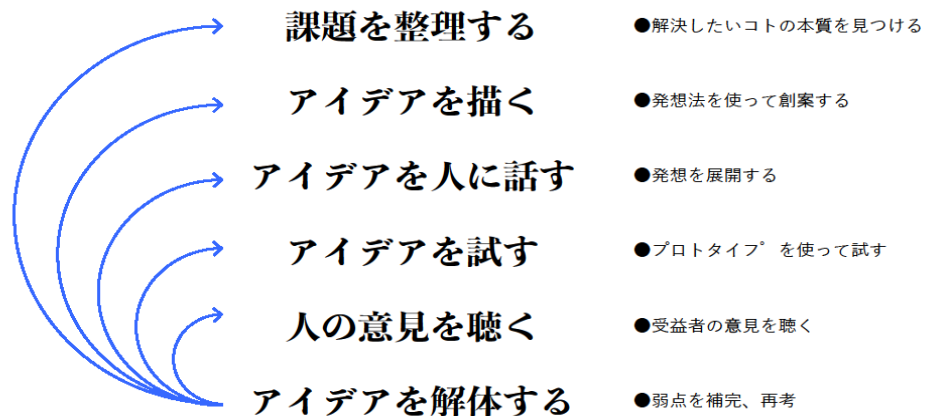 課題を整理する ●解決したいコトの本質を見つける
アイデアを描く ●発想法を使って創案する
アイデアを人に話す ●発想を展開する
アイデアを試す ●プロトタイプを使って試す
人の意見を聴く ●受益者の意見を聴く
アイデアを解体する ●弱点を補完、再考